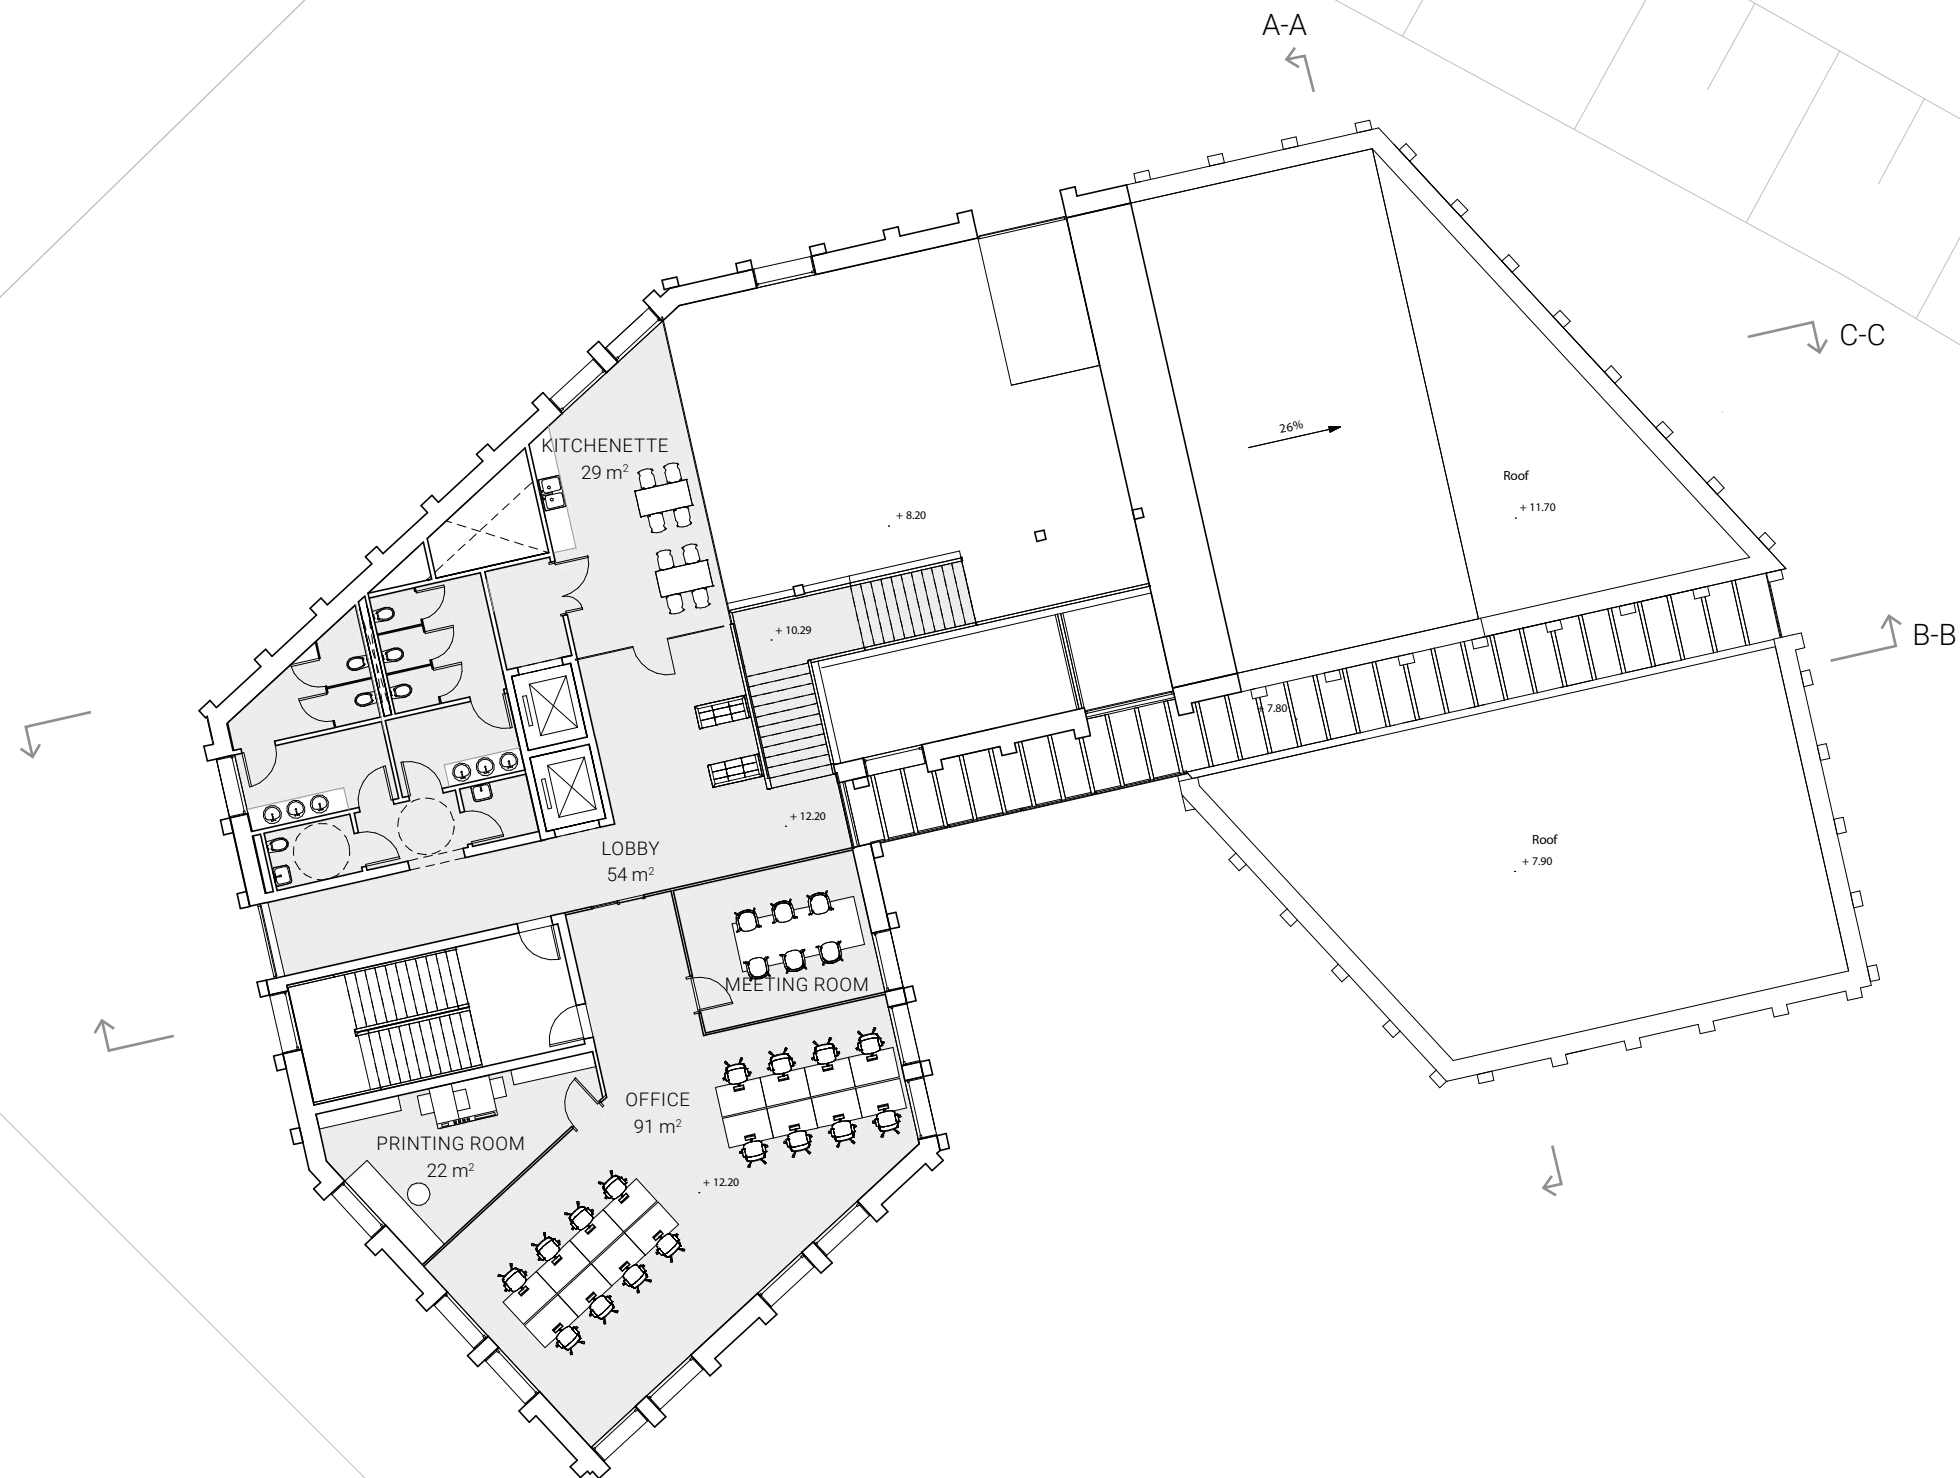 A-A
C-C
KITCHENETTE
29 m²
26%
Roof
+ 11.70
+ 8.20
+ 10.29
B-B
7.80
+ 12.20
LOBBY
54 m²
Roof
+ 7.90
MEETING ROOM
OFFICE
91 m²
PRINTING ROOM
22 m²
+ 12.20